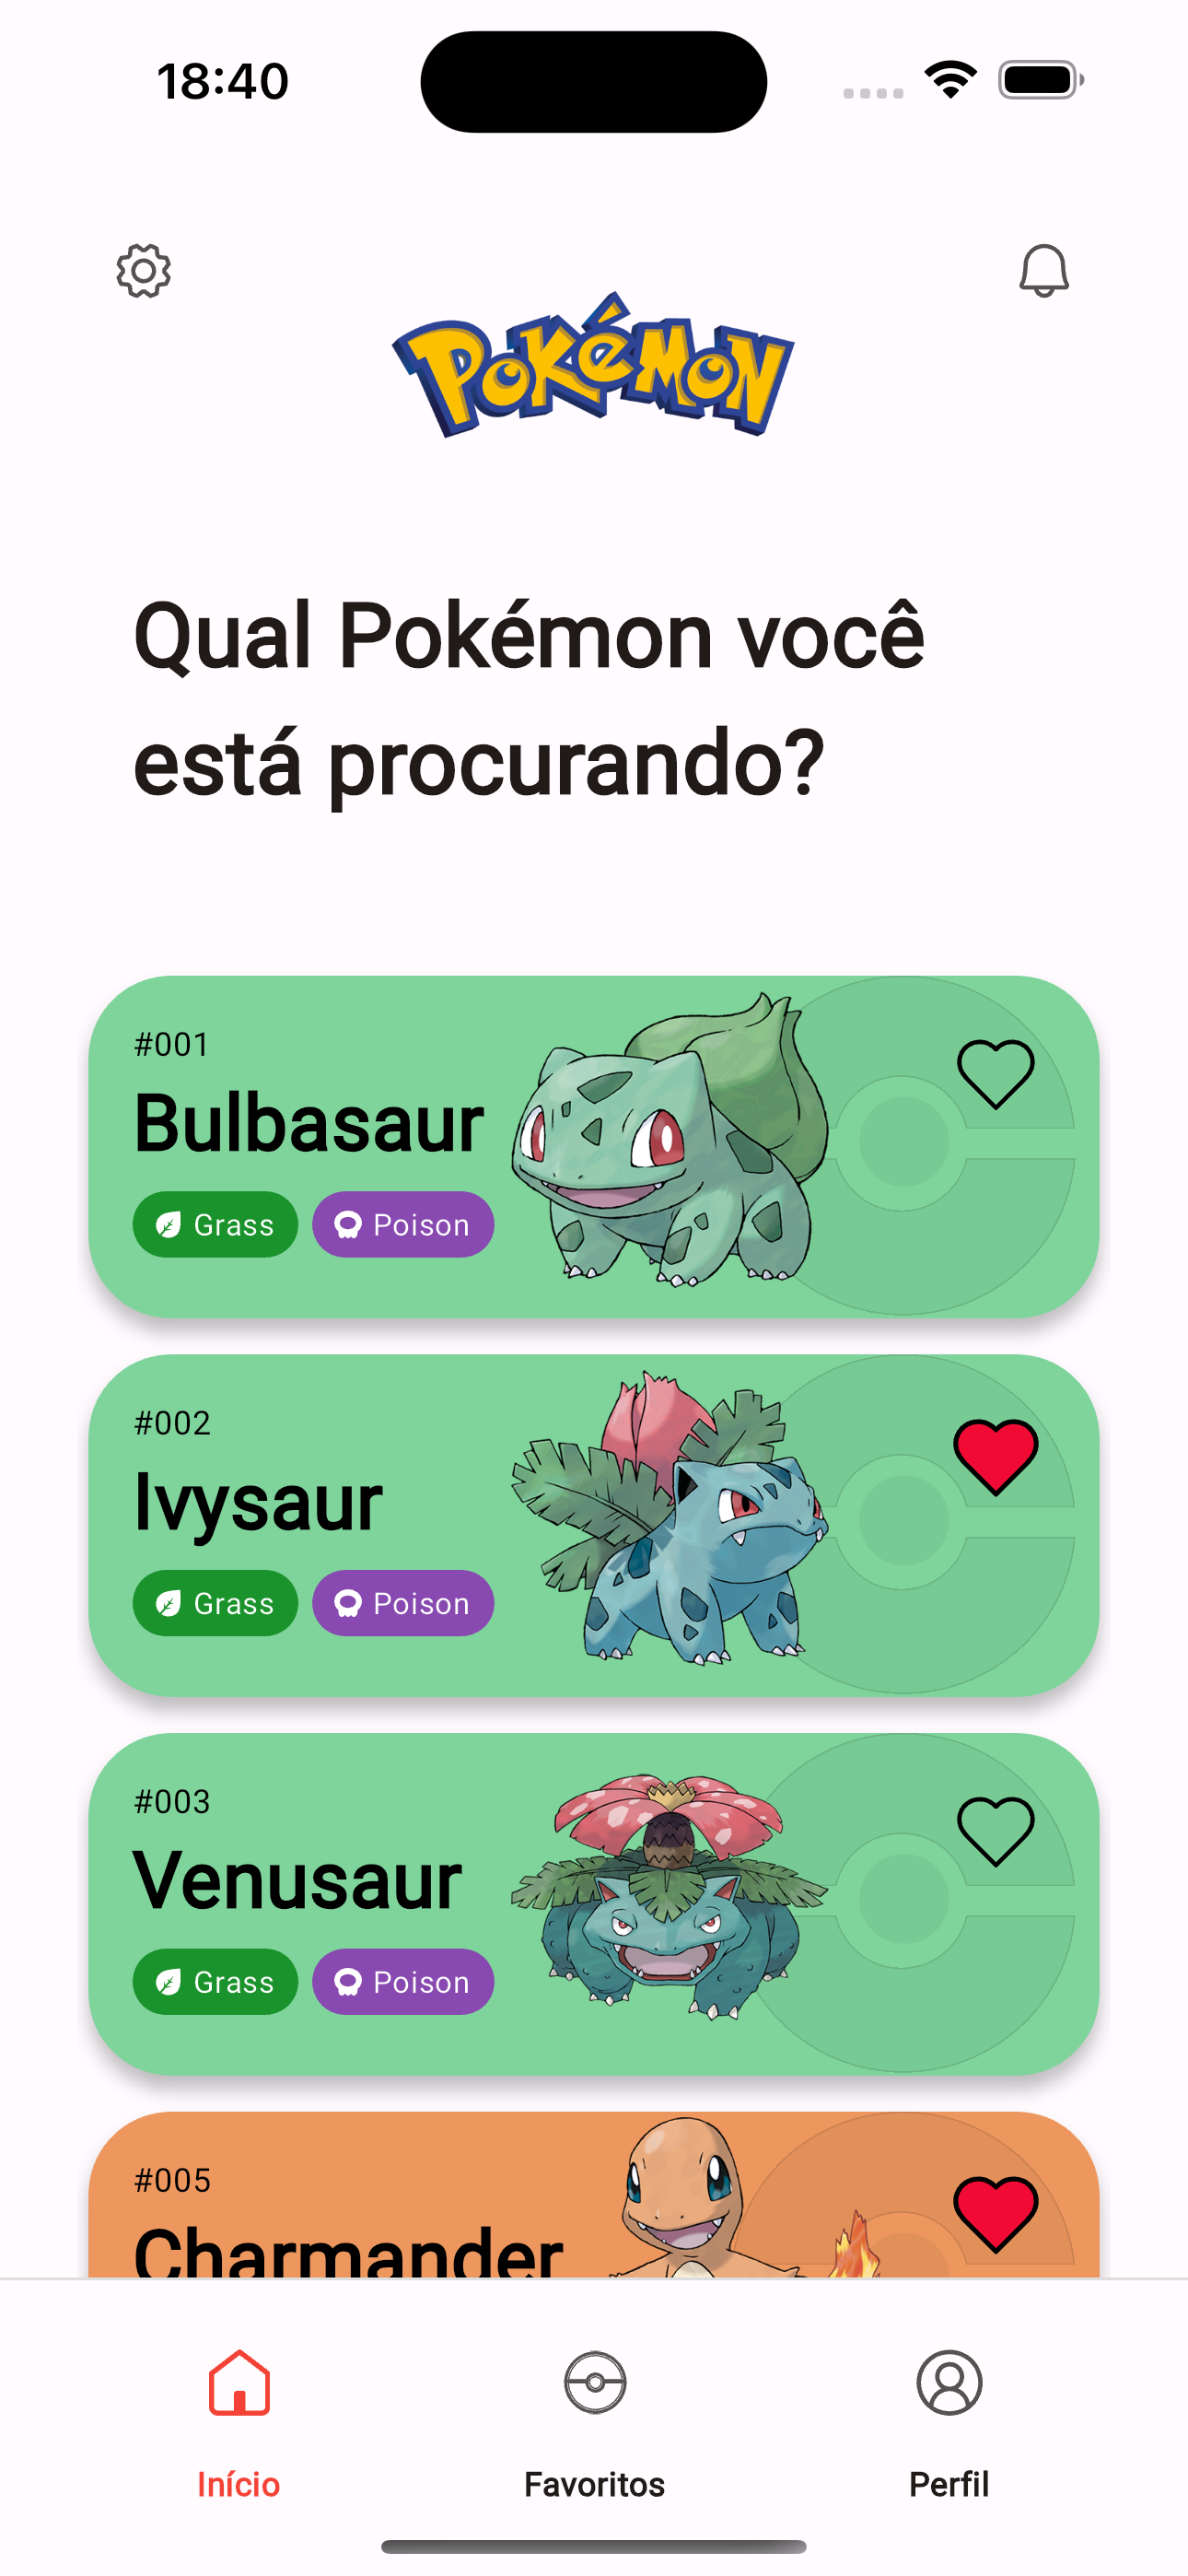 18:40
POKéMON
Qual Pokémon você
está procurando?
#001
Bulbasaur
Grass Poison
#002
Ivysaur
Grass Poison
#003
Venusaur
Grass Poison
#005
Charmander
Início Favoritos Perfil